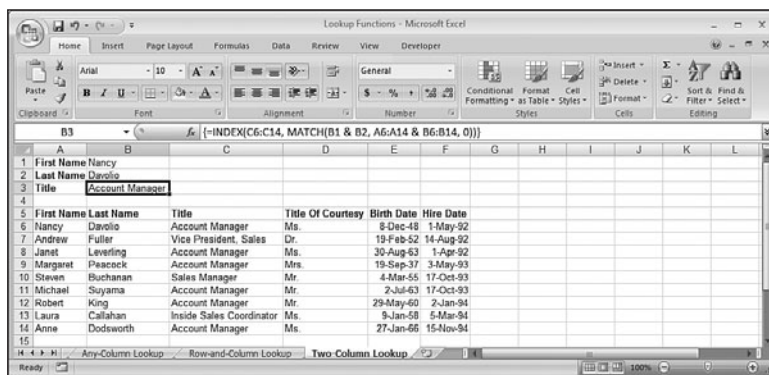 Lookup Functions - Microsoft Excel
Home Insert Page Layout Formulas Data Review View Developer
Paste
Clipboard
Arial 10 A A
B I U A
Font
Alignment
General
$ % ,
Number
Conditional Formatting
Format as Table
Cell Styles
Styles
Insert
Delete
Format
Cells
Σ
Sort & Filter
Find & Select
Editing
B3 fx {=INDEX(C6:C14, MATCH(B1 & B2, A6:A14 & B6:B14, 0))}
A B C D E F G H I J K L
1 First Name Nancy
2 Last Name Davolio
3 Title Account Manager
4
5 First Name Last Name Title Title Of Courtesy Birth Date Hire Date
6 Nancy Davolio Account Manager Ms. 8-Dec-48 1-May-92
7 Andrew Fuller Vice President, Sales Dr. 19-Feb-52 14-Aug-92
8 Janet Leverling Account Manager Ms. 30-Aug-63 1-Apr-92
9 Margaret Peacock Account Manager Mrs. 19-Sep-37 3-May-93
10 Steven Buchanan Sales Manager Mr. 4-Mar-55 17-Oct-93
11 Michael Suyama Account Manager Mr. 2-Jul-63 17-Oct-93
12 Robert King Account Manager Mr. 29-May-60 2-Jan-94
13 Laura Callahan Inside Sales Coordinator Ms. 9-Jan-58 5-Mar-94
14 Anne Dodsworth Account Manager Ms. 27-Jan-66 15-Nov-94
15
Any-Column Lookup Row-and-Column Lookup Two-Column Lookup
Ready 100%